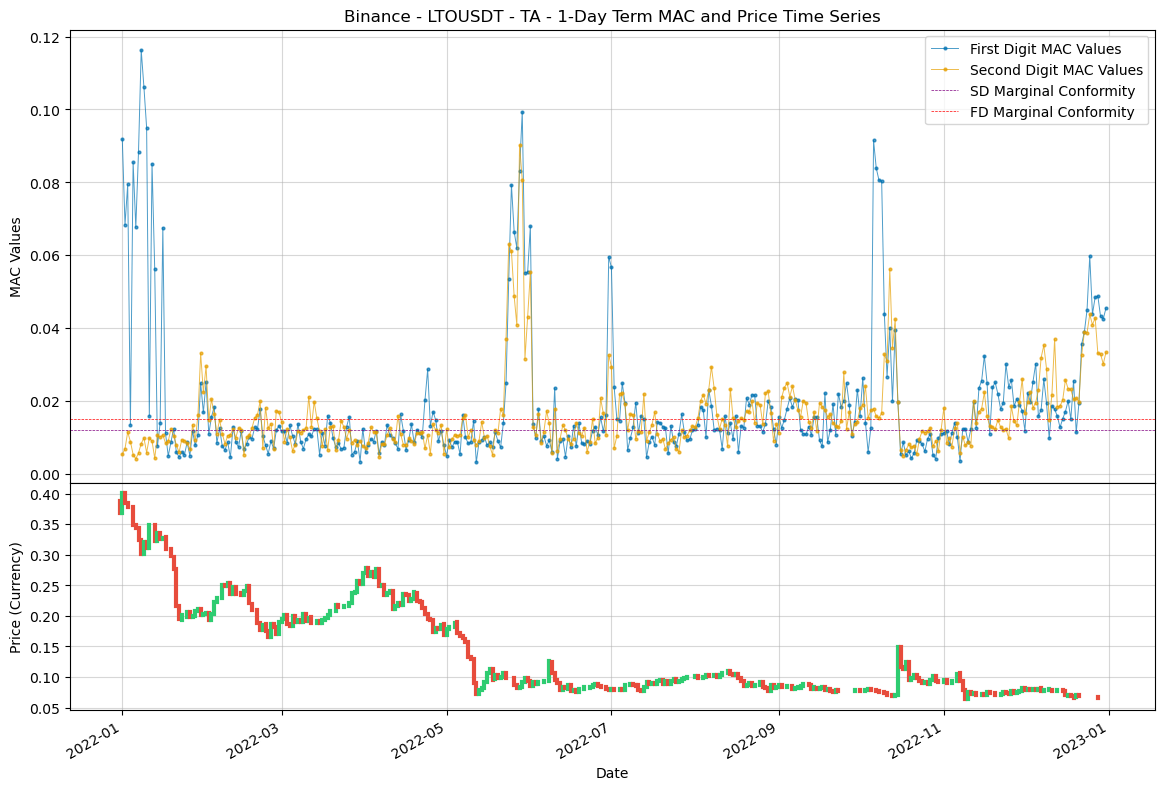 Binance - LTOUSDT - TA - 1-Day Term MAC and Price Time Series
First Digit MAC Values
Second Digit MAC Values
SD Marginal Conformity
FD Marginal Conformity
MAC Values
0.12
0.10
0.08
0.06
0.04
0.02
0.00
Price (Currency)
0.40
0.35
0.30
0.25
0.20
0.15
0.10
0.05
2022-01
2022-03
2022-05
2022-07
2022-09
2022-11
2023-01
Date